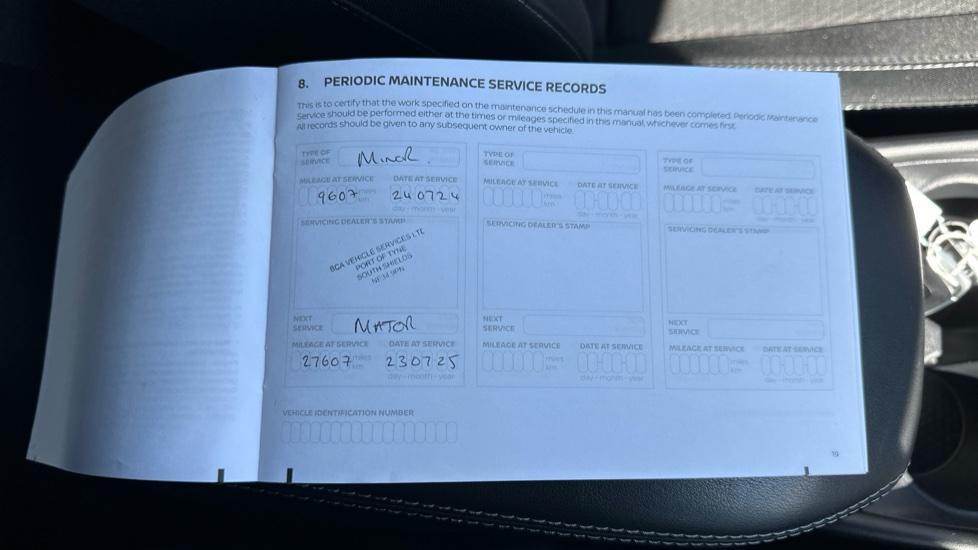 8. PERIODIC MAINTENANCE SERVICE RECORDS
This is to certify that the work specified on the maintenance schedule in this manual has been completed. Periodic Maintenance
Service should be performed either at the times or mileages specified in this manual, whichever comes first.
All records should be given to any subsequent owner of the vehicle.
TYPE OF
SERVICE
Minor.
MILEAGE AT SERVICE DATE AT SERVICE
9607 miles
km
240724
day - month - year
SERVICING DEALER'S STAMP
BCA VEHICLE SERVICES LTD
PORT OF TYNE
SOUTH SHIELDS
NEXT
SERVICE
MAJOR
MILEAGE AT SERVICE DATE AT SERVICE
27607 miles
km
230725
day - month - year
TYPE OF
SERVICE
MILEAGE AT SERVICE DATE AT SERVICE
miles
km
day - month - year
SERVICING DEALER'S STAMP
NEXT
SERVICE
MILEAGE AT SERVICE DATE AT SERVICE
miles
km
day - month - year
TYPE OF
SERVICE
MILEAGE AT SERVICE DATE AT SERVICE
miles
km
day - month - year
SERVICING DEALER'S STAMP
NEXT
SERVICE
MILEAGE AT SERVICE DATE AT SERVICE
miles
km
day - month - year
VEHICLE IDENTIFICATION NUMBER
19